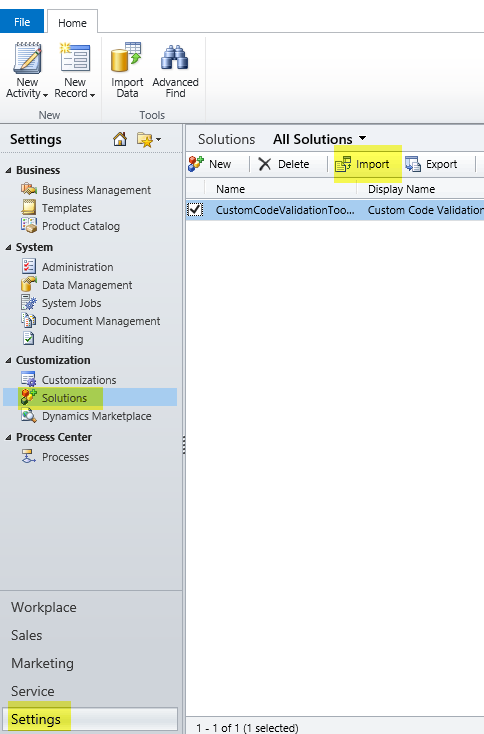 File Home
New Activity New Record Import Data Advanced Find
New Tools
Settings
Business
Business Management
Templates
Product Catalog
System
Administration
Data Management
System Jobs
Document Management
Auditing
Customization
Customizations
Solutions
Dynamics Marketplace
Process Center
Processes
Workplace
Sales
Marketing
Service
Settings
Solutions All Solutions
New Delete Import Export
Name Display Name
CustomCodeValidationToo... Custom Code Validation
1 - 1 of 1 (1 selected)